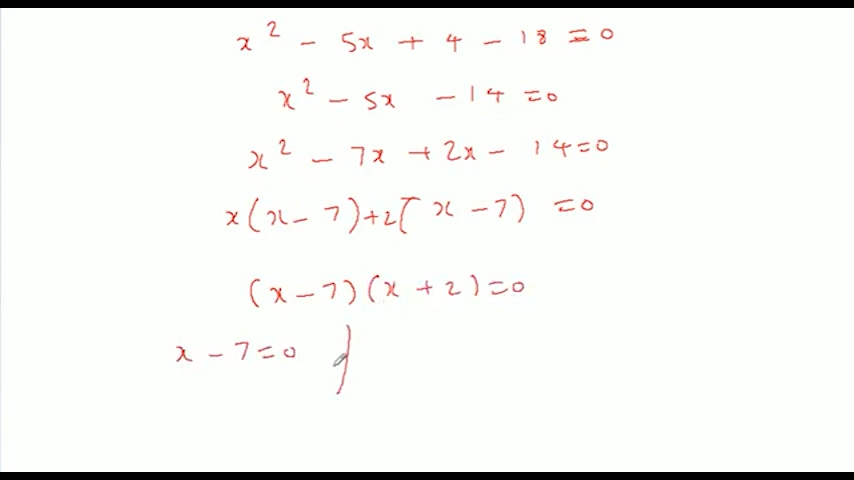 x² - 5x + 4 - 18 = 0
x² - 5x - 14 = 0
x² - 7x + 2x - 14 = 0
x(x - 7) + 2(x - 7) = 0
(x - 7)(x + 2) = 0
x - 7 = 0